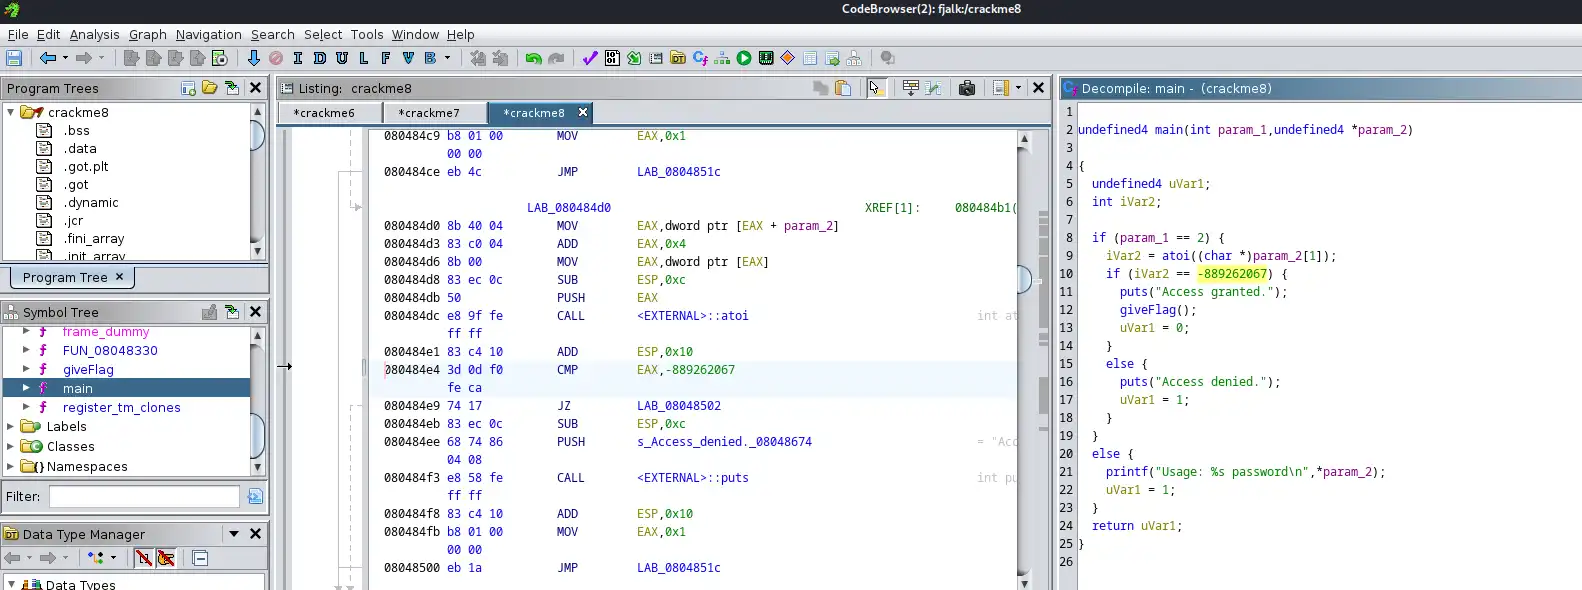 CodeBrowser(2): fjalk:/crackme8
File Edit Analysis Graph Navigation Search Select Tools Window Help
I D U L F V B
Program Trees
crackme8
.bss
.data
.got.plt
.got
.dynamic
.jcr
.fini_array
.init_array
Program Tree ×
Symbol Tree
frame_dummy
f FUN_08048330
f giveFlag
f main
f register_tm_clones
Labels
Classes
{} Namespaces
Filter:
Data Type Manager
Data Types
Listing: crackme8
*crackme6 *crackme7 *crackme8
080484c9 b8 01 00 MOV EAX,0x1
00 00
080484ce eb 4c JMP LAB_0804851c
LAB_080484d0 XREF[1]: 080484b1(
080484d0 8b 40 04 MOV EAX,dword ptr [EAX + param_2]
080484d3 83 c0 04 ADD EAX,0x4
080484d6 8b 00 MOV EAX,dword ptr [EAX]
080484d8 83 ec 0c SUB ESP,0xc
080484db 50 PUSH EAX
080484dc e8 9f fe CALL <EXTERNAL>::atoi int at
ff ff
080484e1 83 c4 10 ADD ESP,0x10
080484e4 3d 0d f0 CMP EAX,-889262067
fe ca
080484e9 74 17 JZ LAB_08048502
080484eb 83 ec 0c SUB ESP,0xc
080484ee 68 74 86 PUSH s_Access_denied._08048674 = "Acc
04 08
080484f3 e8 58 fe CALL <EXTERNAL>::puts int pu
ff ff
080484f8 83 c4 10 ADD ESP,0x10
080484fb b8 01 00 MOV EAX,0x1
00 00
08048500 eb 1a JMP LAB_0804851c
Decompile: main - (crackme8)
1
2 undefined4 main(int param_1,undefined4 *param_2)
3
4 {
5 undefined4 uVar1;
6 int iVar2;
7
8 if (param_1 == 2) {
9 iVar2 = atoi((char *)param_2[1]);
10 if (iVar2 == -889262067) {
11 puts("Access granted.");
12 giveFlag();
13 uVar1 = 0;
14 }
15 else {
16 puts("Access denied.");
17 uVar1 = 1;
18 }
19 }
20 else {
21 printf("Usage: %s password\n",*param_2);
22 uVar1 = 1;
23 }
24 return uVar1;
25 }
26